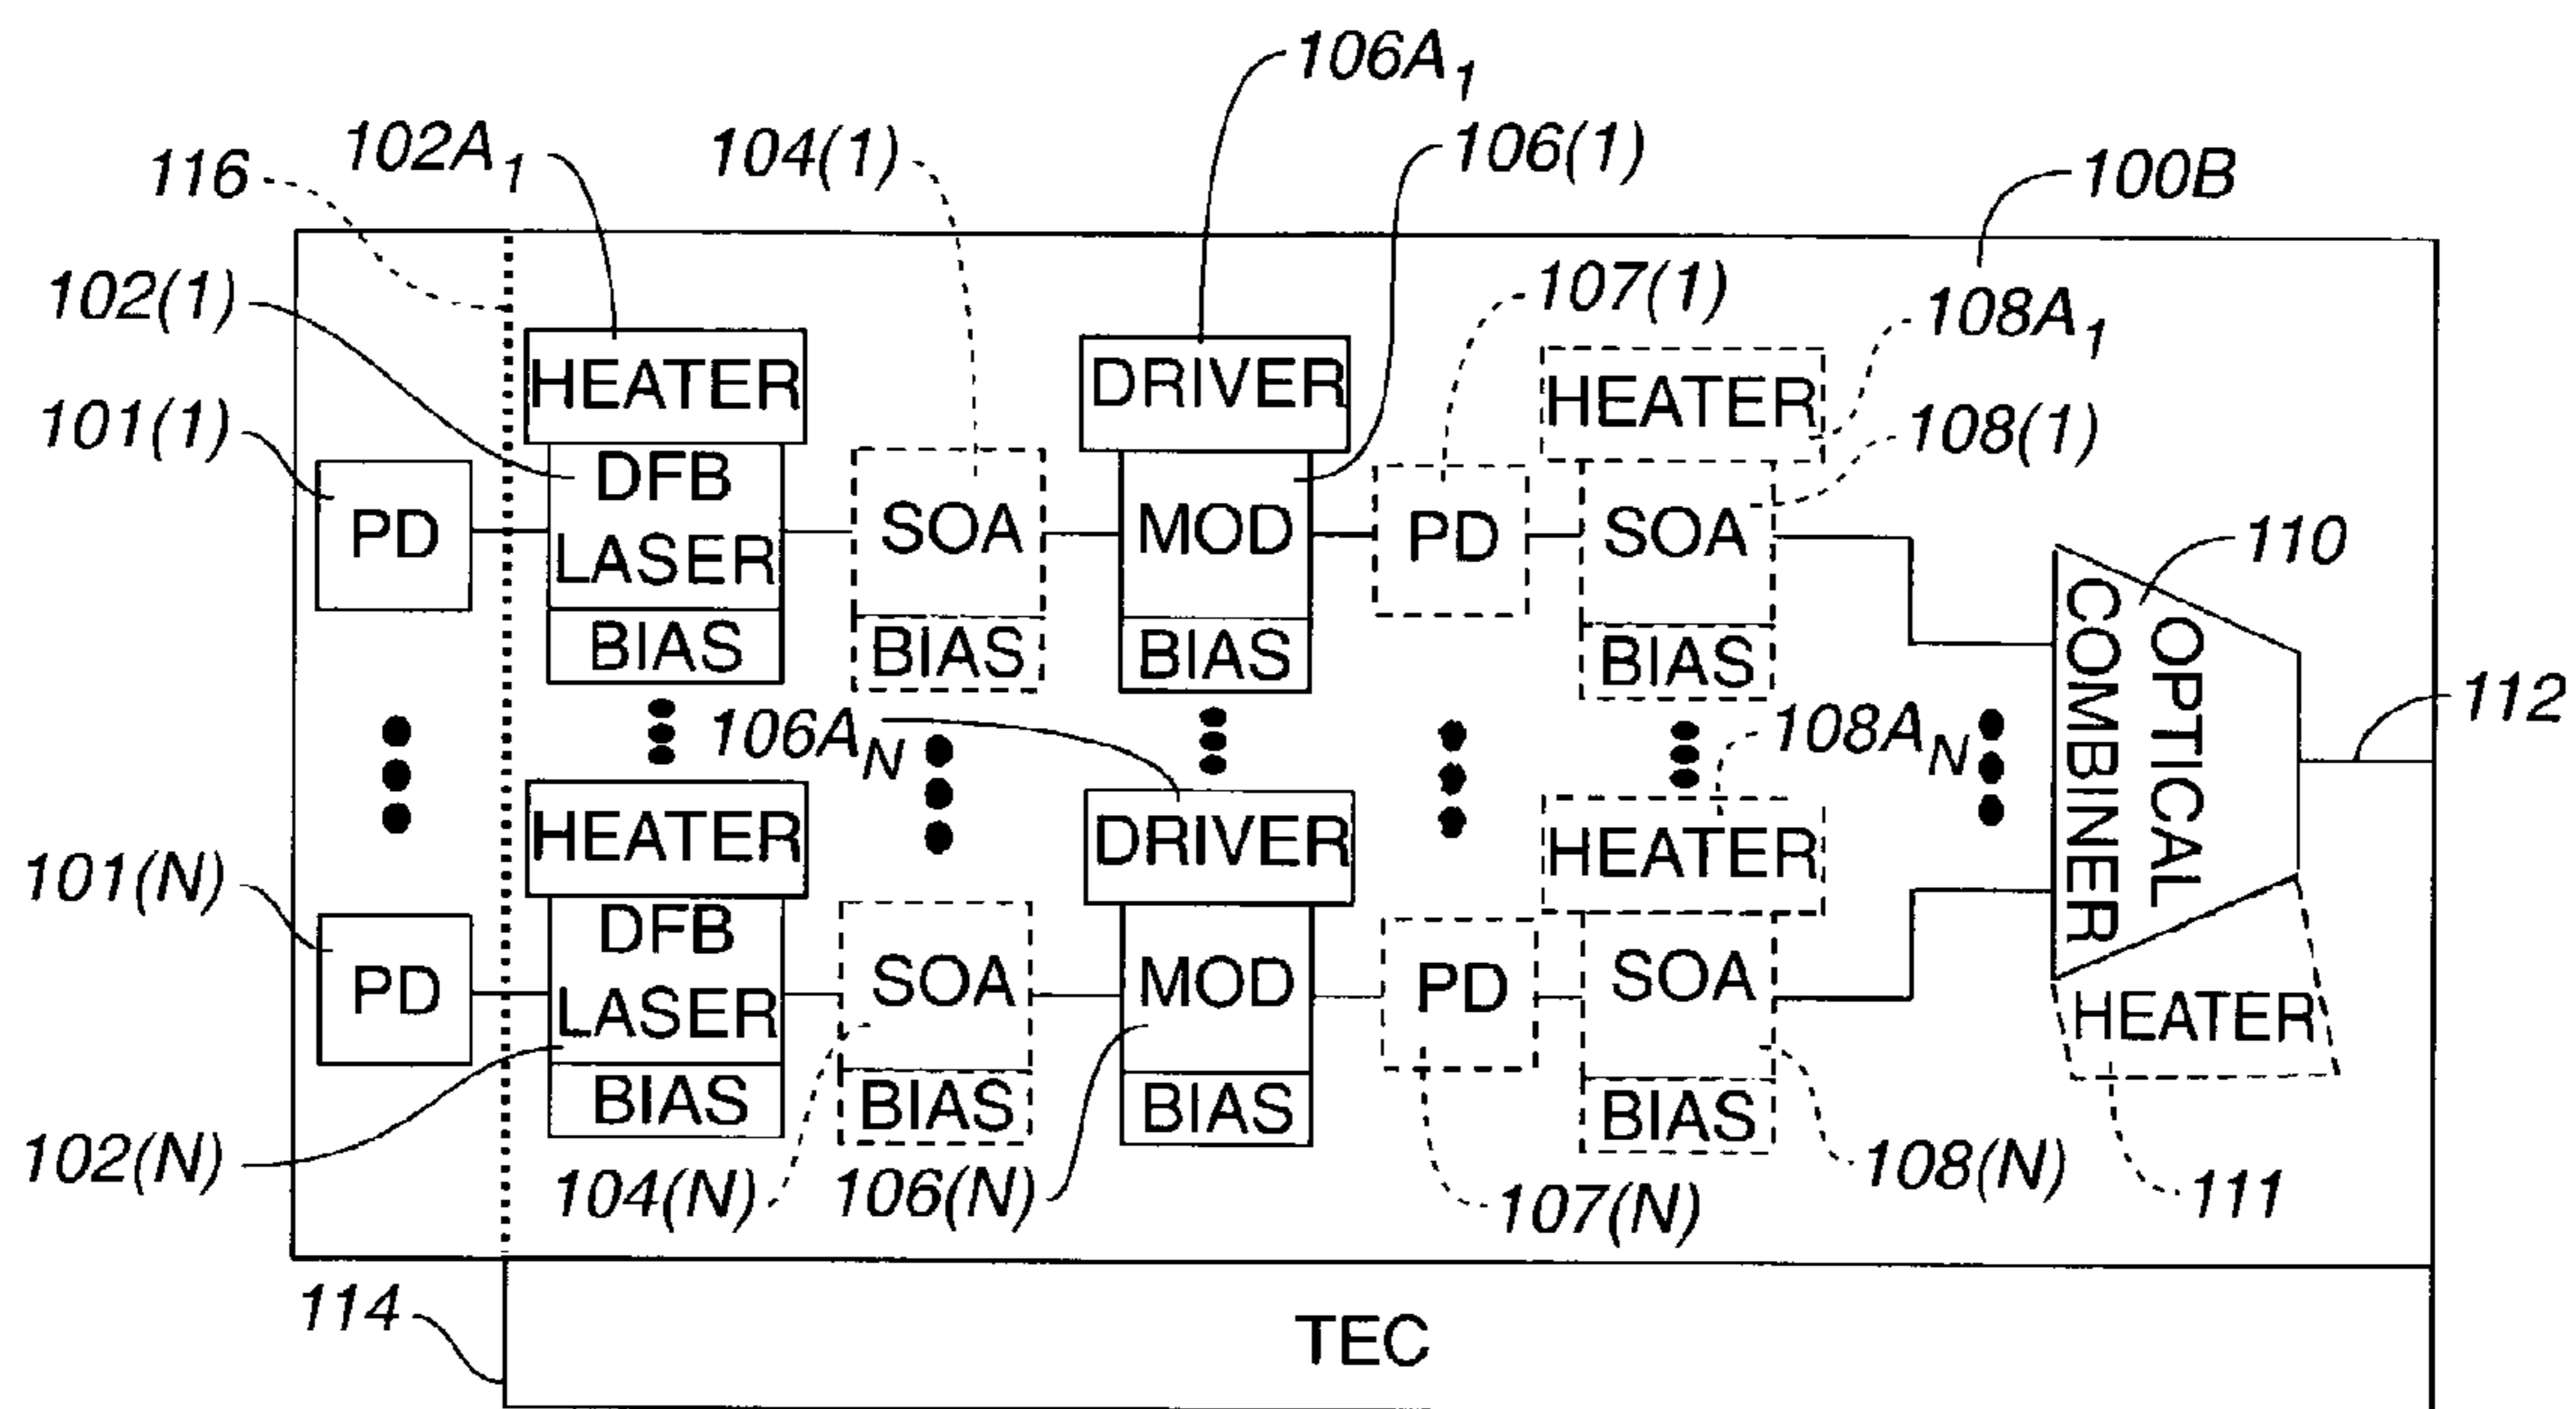 106A1
102A1
104(1)
106(1)
116
100B
102(1)
107(1)
108A1
HEATER
DRIVER
HEATER
101(1)
108(1)
PD
DFB
LASER
BIAS
SOA
BIAS
MOD
BIAS
PD
SOA
BIAS
110
OPTICAL
COMBINER
112
106AN
108AN
HEATER
DRIVER
HEATER
101(N)
PD
DFB
LASER
BIAS
SOA
BIAS
MOD
BIAS
PD
SOA
BIAS
HEATER
102(N)
104(N)
106(N)
107(N)
108(N)
111
114
TEC